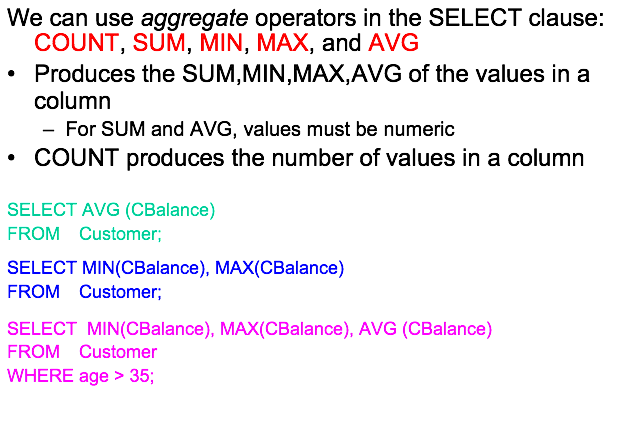 We can use aggregate operators in the SELECT clause:
COUNT, SUM, MIN, MAX, and AVG
• Produces the SUM,MIN,MAX,AVG of the values in a
column
– For SUM and AVG, values must be numeric
• COUNT produces the number of values in a column
SELECT AVG (CBalance)
FROM Customer;
SELECT MIN(CBalance), MAX(CBalance)
FROM Customer;
SELECT MIN(CBalance), MAX(CBalance), AVG (CBalance)
FROM Customer
WHERE age > 35;